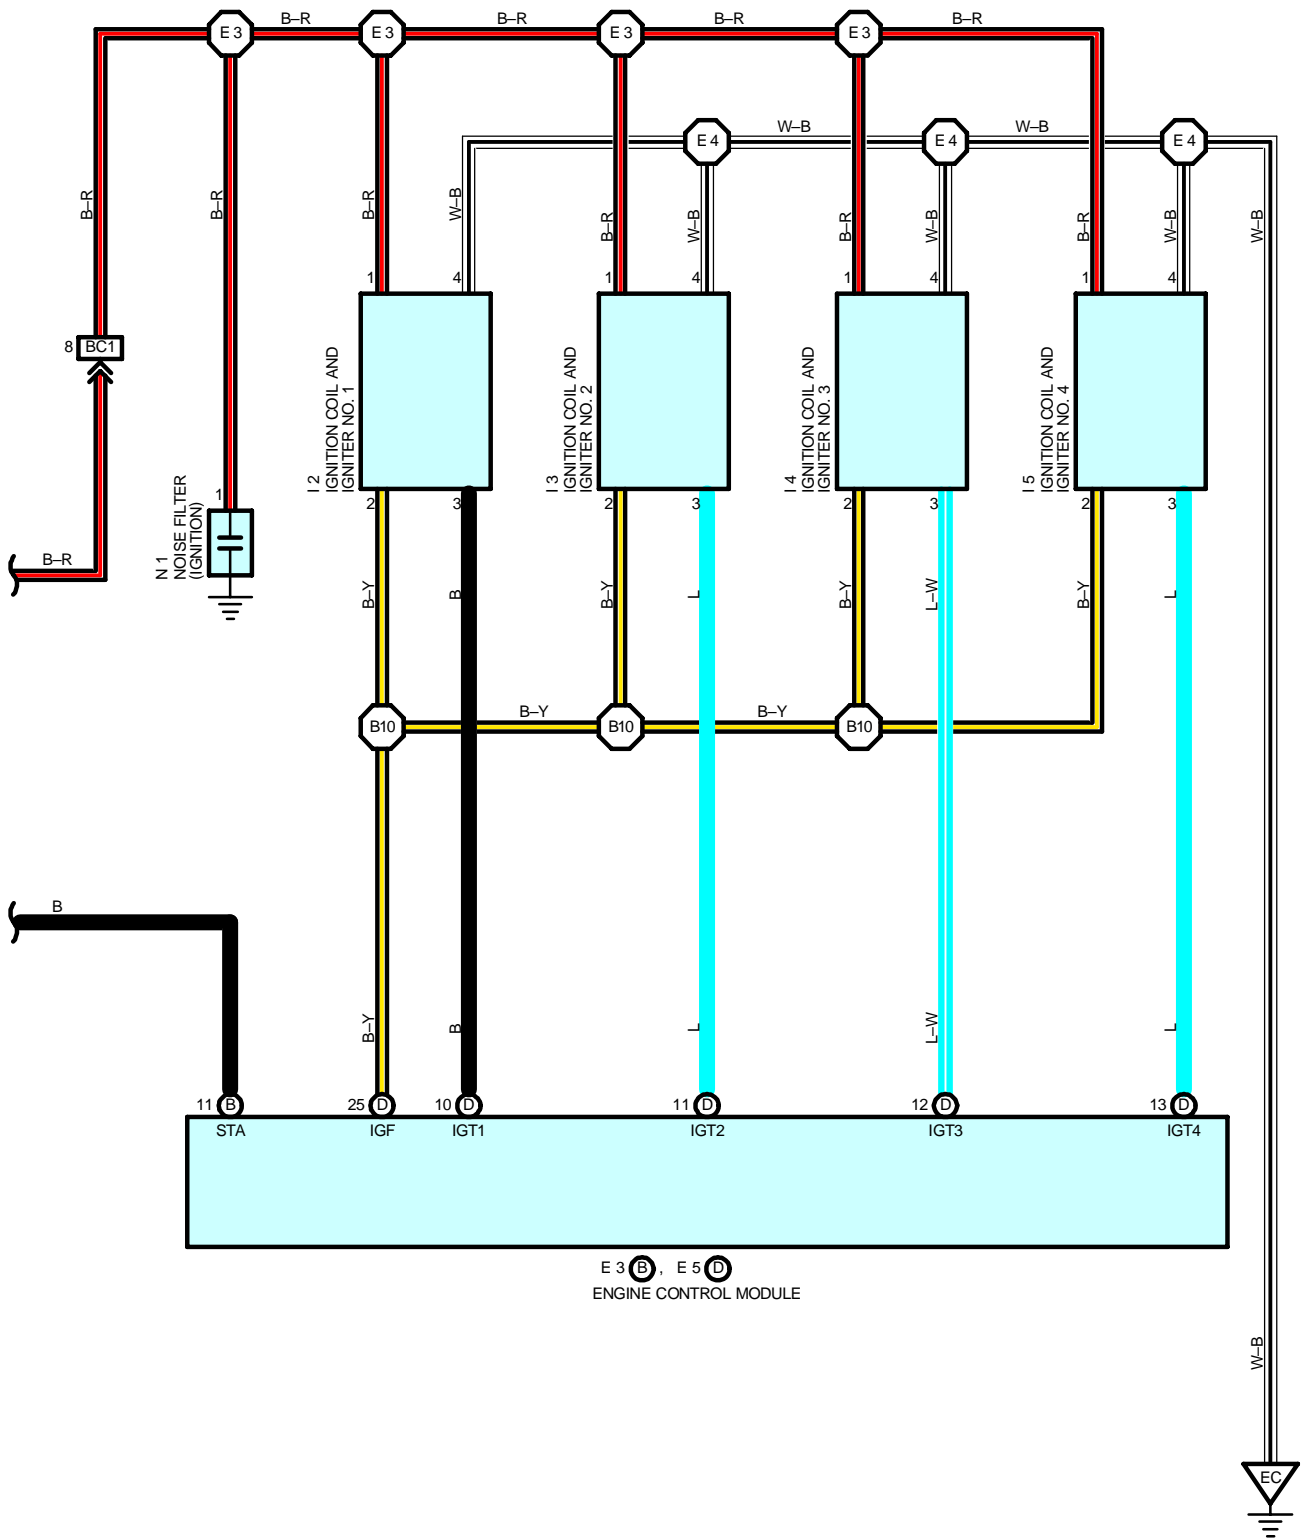 B–R B–R B–R B–R
E 3 E 3 E 3 E 3
W–B W–B
E 4 E 4 E 4
B–R B–R B–R W–B B–R W–B B–R W–B B–R W–B W–B
1 4 1 4 1 4 1 4
8 BC1
I 2
IGNITION COIL AND
IGNITER NO. 1
I 3
IGNITION COIL AND
IGNITER NO. 2
I 4
IGNITION COIL AND
IGNITER NO. 3
I 5
IGNITION COIL AND
IGNITER NO. 4
1
N 1
NOISE FILTER
(IGNITION)
2 3 2 3 2 3 2 3
B–R
B–Y B B–Y L B–Y L–W B–Y L
B–Y B–Y
B10 B10 B10
B
B–Y B L L–W L
11 B 25 D 10 D 11 D 12 D 13 D
STA IGF IGT1 IGT2 IGT3 IGT4
E 3 B , E 5 D
ENGINE CONTROL MODULE
W–B
EC